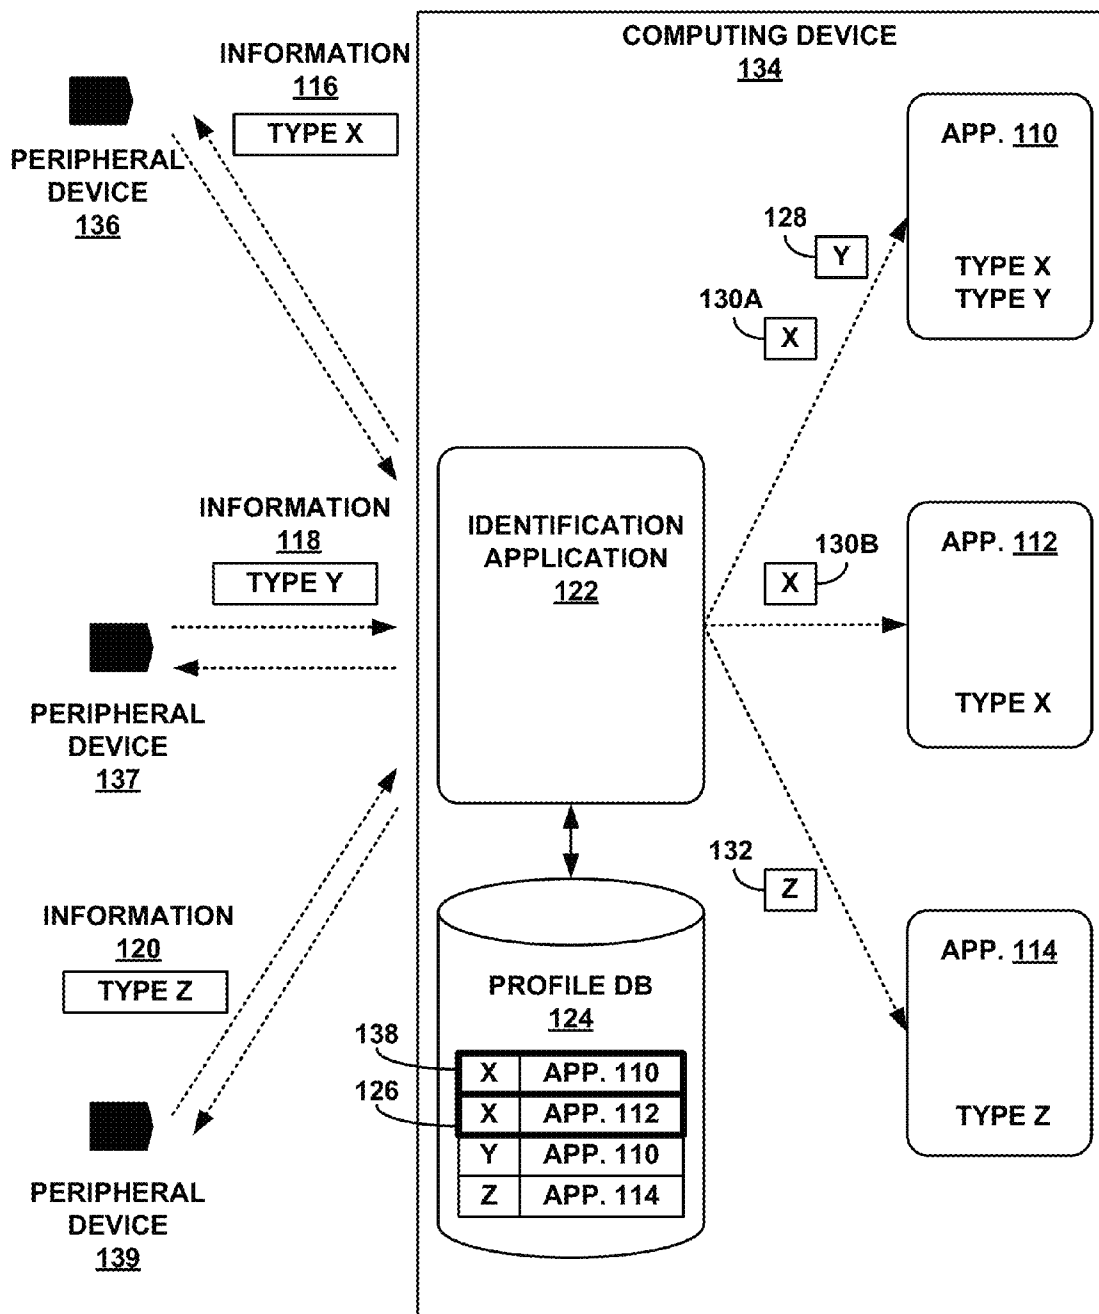 COMPUTING DEVICE
134
INFORMATION
116
TYPE X
PERIPHERAL
DEVICE
136
INFORMATION
118
TYPE Y
PERIPHERAL
DEVICE
137
INFORMATION
120
TYPE Z
PERIPHERAL
DEVICE
139
IDENTIFICATION
APPLICATION
122
PROFILE DB
124
138
126
X APP. 110
X APP. 112
Y APP. 110
Z APP. 114
128
Y
130A
X
130B
X
132
Z
APP. 110
TYPE X
TYPE Y
APP. 112
TYPE X
APP. 114
TYPE Z